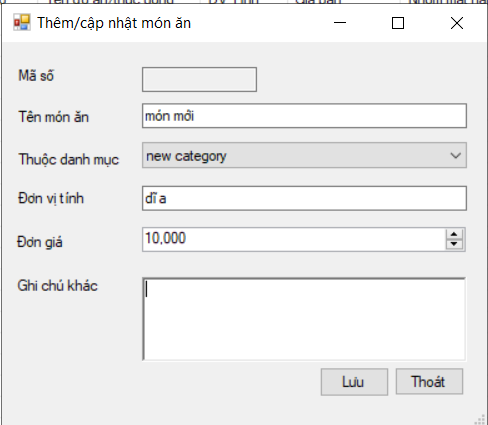 Thêm/cập nhật món ăn
Mã số
Tên món ăn
món mới
Thuộc danh mục
new category
Đơn vị tính
dĩa
Đơn giá
10,000
Ghi chú khác
Lưu
Thoát